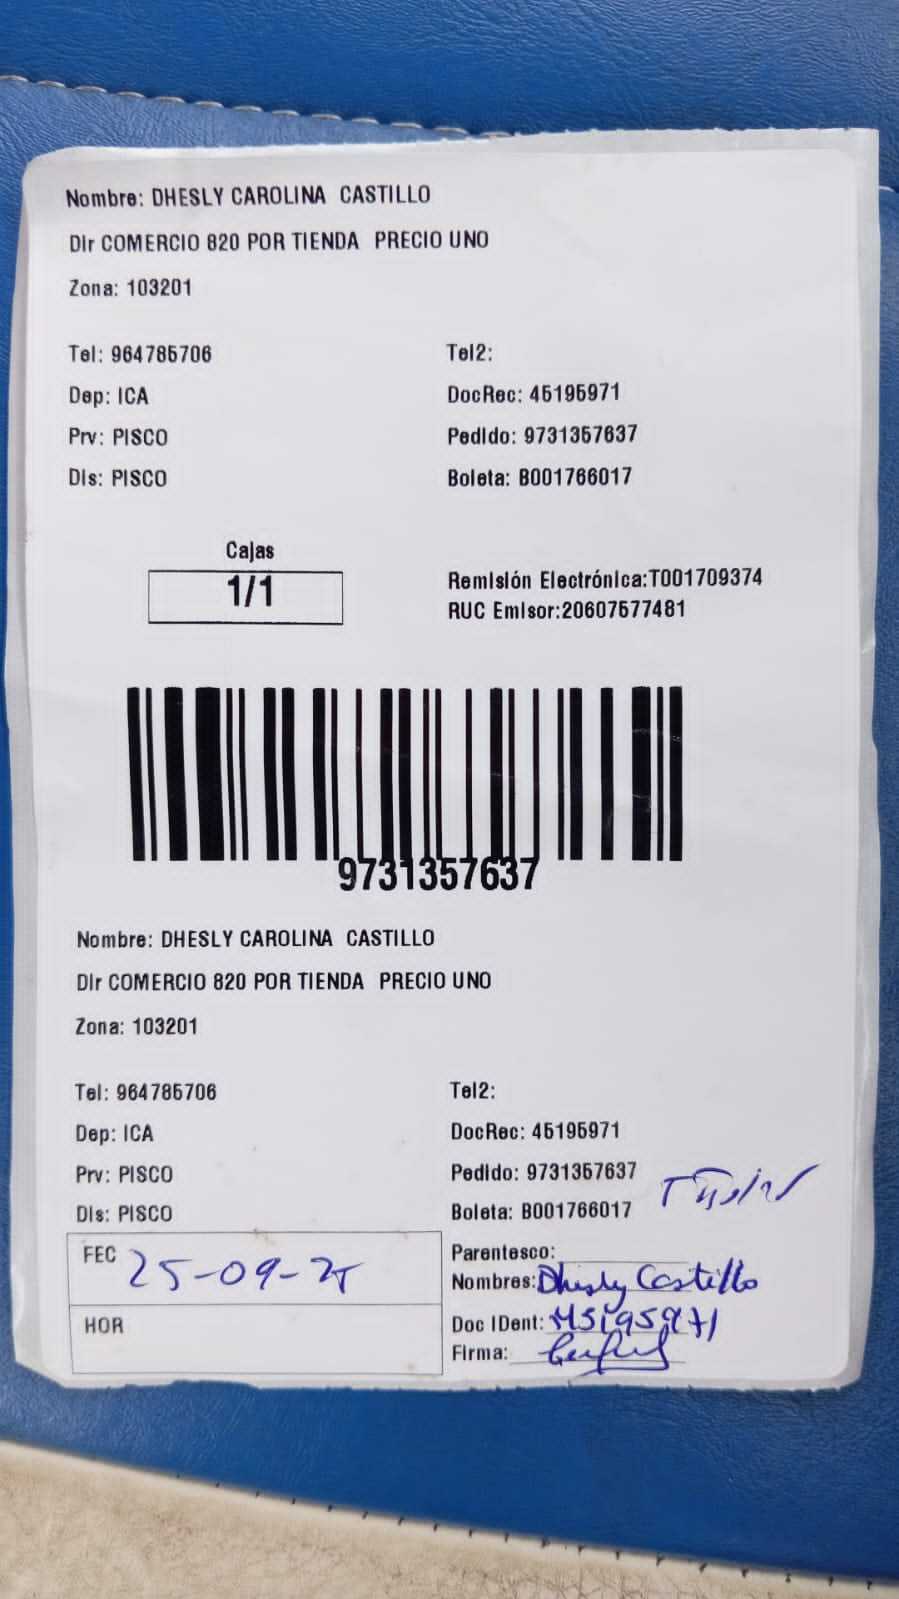 Nombre: DHESLY CAROLINA CASTILLO
Dir COMERCIO 820 POR TIENDA PRECIO UNO
Zona: 103201
Tel: 964785706 Tel2:
Dep: ICA DocRec: 45195971
Prv: PISCO Pedido: 9731357637
Dis: PISCO Boleta: B001766017
Cajas
1/1
Remisión Electrónica:T001709374
RUC Emisor:20607577481
9731357637
Nombre: DHESLY CAROLINA CASTILLO
Dir COMERCIO 820 POR TIENDA PRECIO UNO
Zona: 103201
Tel: 964785706 Tel2:
Dep: ICA DocRec: 45195971
Prv: PISCO Pedido: 9731357637
Dis: PISCO Boleta: B001766017
FEC 25-09-25 Parentesco:
Nombres: Dhesly Castillo
HOR Doc IDent: 45195971
Firma: